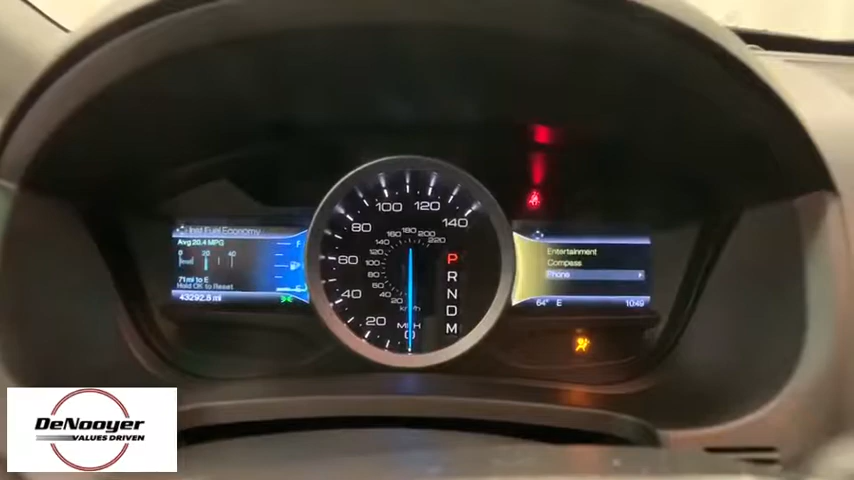 Inst Fuel Economy
Avg 20.4 MPG
0 20 40
71 mi to E
Hold OK to Reset
43292.8 mi
F
E
0
20
40
60
80
100
120
140
20
40
60
80
100
120
140
160
180
200
220
km/h
MPH
P
R
N
D
M
Entertainment
Compass
Phone
64° E 1049
DeNooyer
VALUES DRIVEN